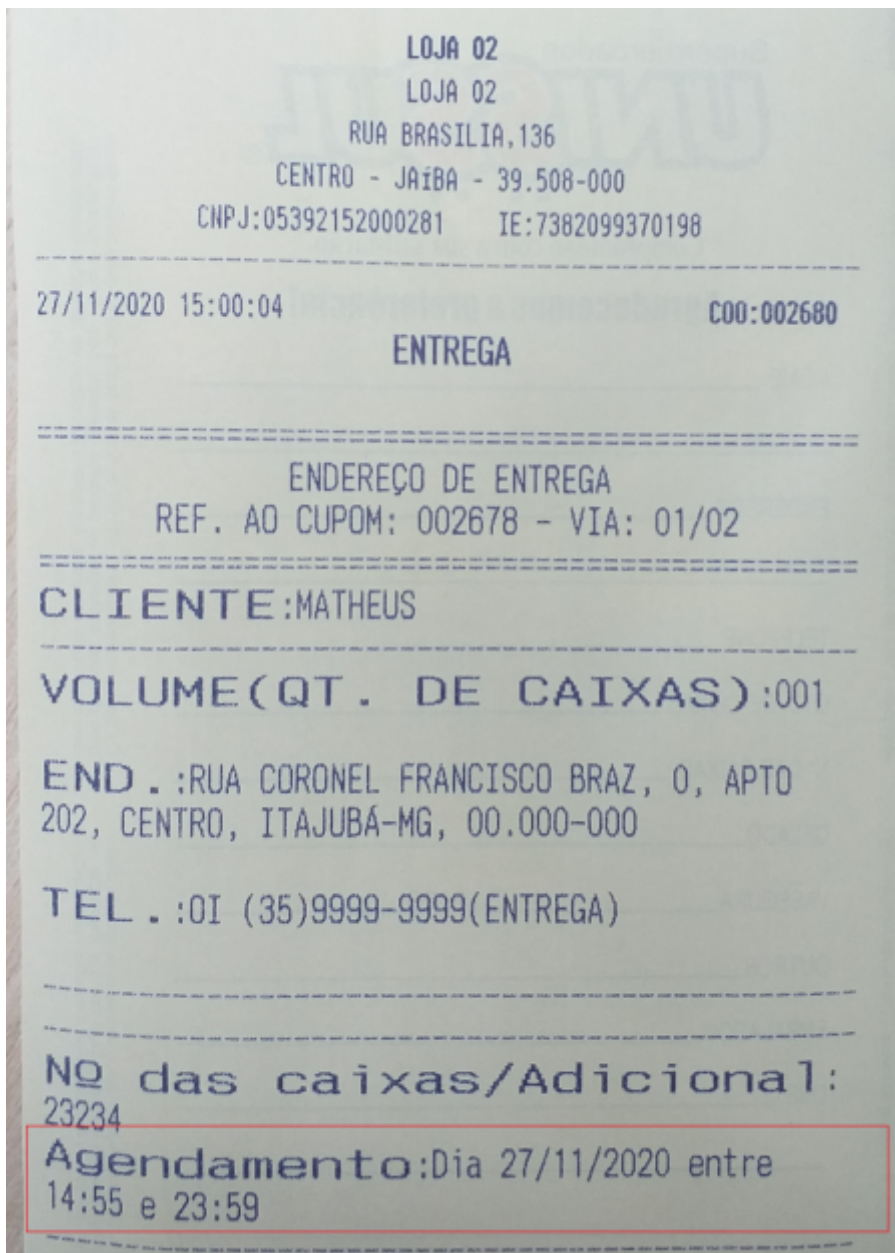 LOJA 02
LOJA 02
RUA BRASILIA,136
CENTRO - JAíBA - 39.508-000
CNPJ:05392152000281 IE:7382099370198
27/11/2020 15:00:04 COO:002680
ENTREGA
ENDEREÇO DE ENTREGA
REF. AO CUPOM: 002678 - VIA: 01/02
CLIENTE:MATHEUS
VOLUME(QT. DE CAIXAS):001
END.:RUA CORONEL FRANCISCO BRAZ, 0, APTO
202, CENTRO, ITAJUBÁ-MG, 00.000-000
TEL.:OI (35)9999-9999(ENTREGA)
Nº das caixas/Adicional:
23234
Agendamento:Dia 27/11/2020 entre
14:55 e 23:59